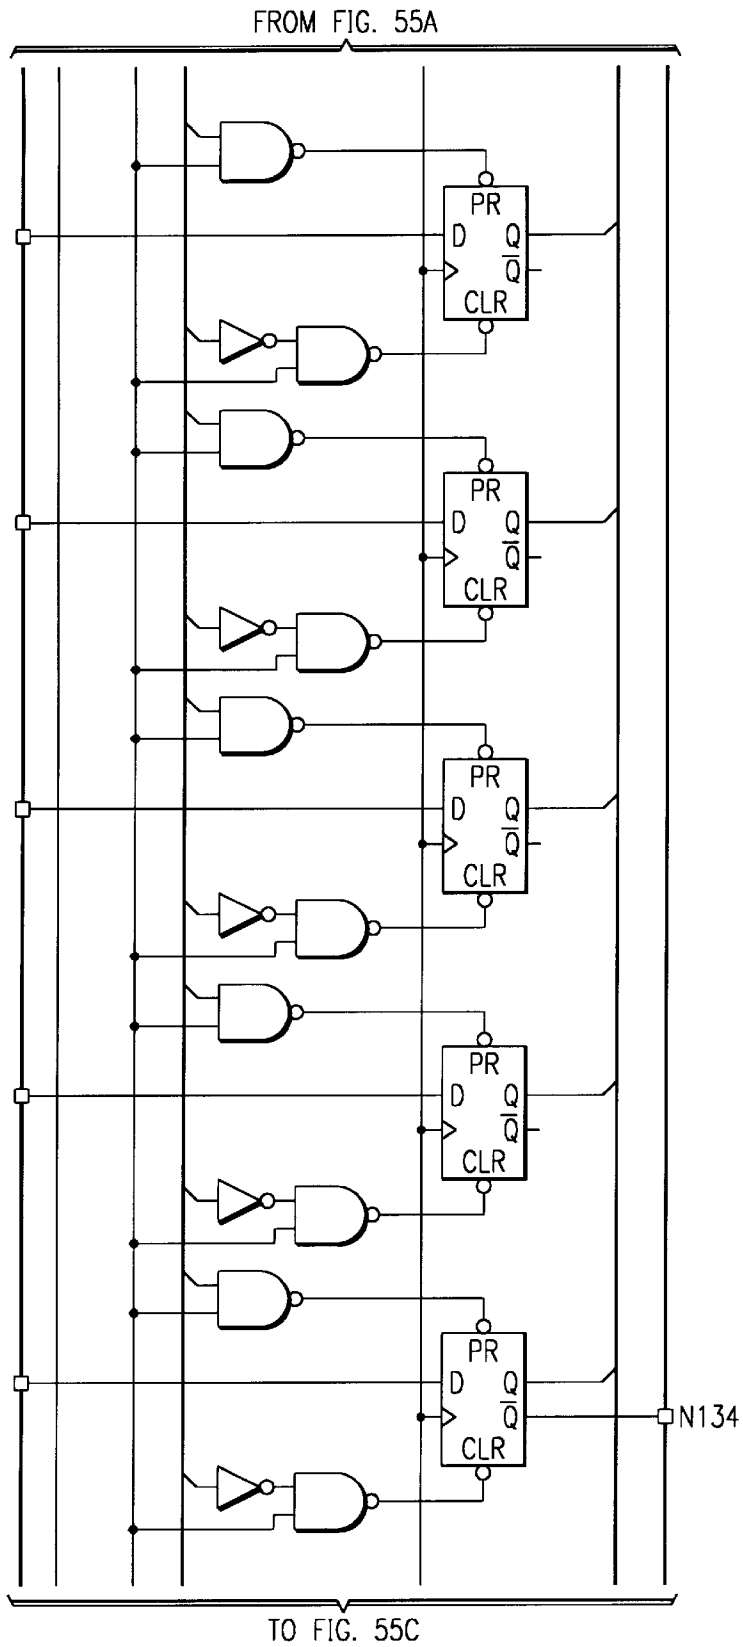 FROM FIG. 55A
PR
D Q
Q̅
CLR
PR
D Q
Q̅
CLR
PR
D Q
Q̅
CLR
PR
D Q
Q̅
CLR
PR
D Q
Q̅ N134
CLR
TO FIG. 55C